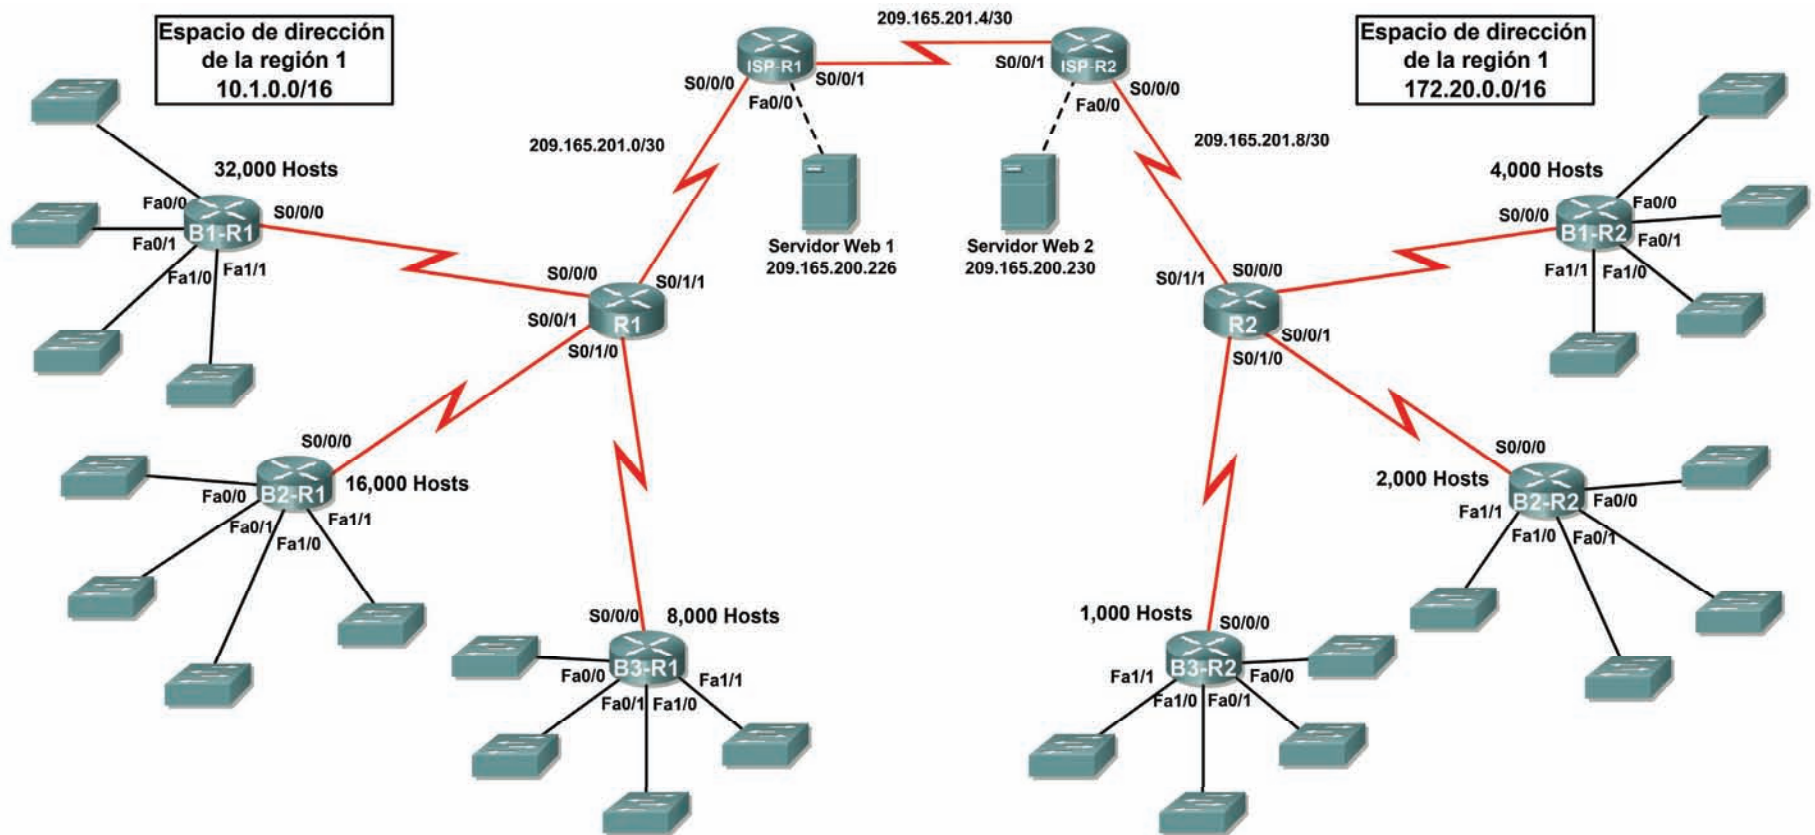 Espacio de dirección
de la región 1
10.1.0.0/16
209.165.201.4/30
Espacio de dirección
de la región 1
172.20.0.0/16
ISP-R1
S0/0/0
S0/0/1
Fa0/0
ISP-R2
S0/0/1
S0/0/0
Fa0/0
209.165.201.0/30
209.165.201.8/30
Servidor Web 1
209.165.200.226
Servidor Web 2
209.165.200.230
32,000 Hosts
Fa0/0
S0/0/0
B1-R1
Fa0/1
Fa1/0
Fa1/1
S0/0/0
S0/1/1
S0/0/1
R1
S0/1/0
S0/0/0
B2-R1
16,000 Hosts
Fa0/0
Fa0/1
Fa1/1
Fa1/0
S0/0/0
8,000 Hosts
B3-R1
Fa0/0
Fa1/1
Fa0/1
Fa1/0
4,000 Hosts
S0/0/0
Fa0/0
B1-R2
Fa0/1
Fa1/1
Fa1/0
S0/1/1
S0/0/0
R2
S0/0/1
S0/1/0
S0/0/0
2,000 Hosts
B2-R2
Fa0/0
Fa1/1
Fa1/0
Fa0/1
1,000 Hosts
S0/0/0
B3-R2
Fa0/0
Fa1/1
Fa1/0
Fa0/1